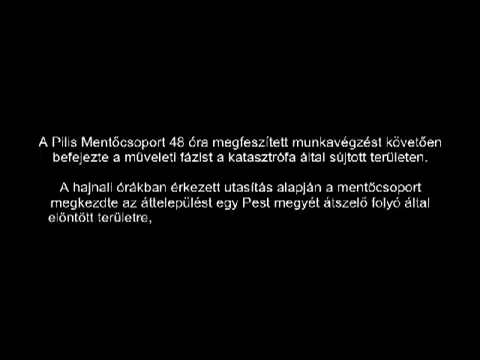 A Pilis Mentőcsoport 48 óra megfeszített munkavégzést követően
befejezte a műveleti fázist a katasztrófa által sújtott területen.
A hajnali órákban érkezett utasítás alapján a mentőcsoport
megkezdte az áttelepülést egy Pest megyét átszelő folyó által
elöntött területre,